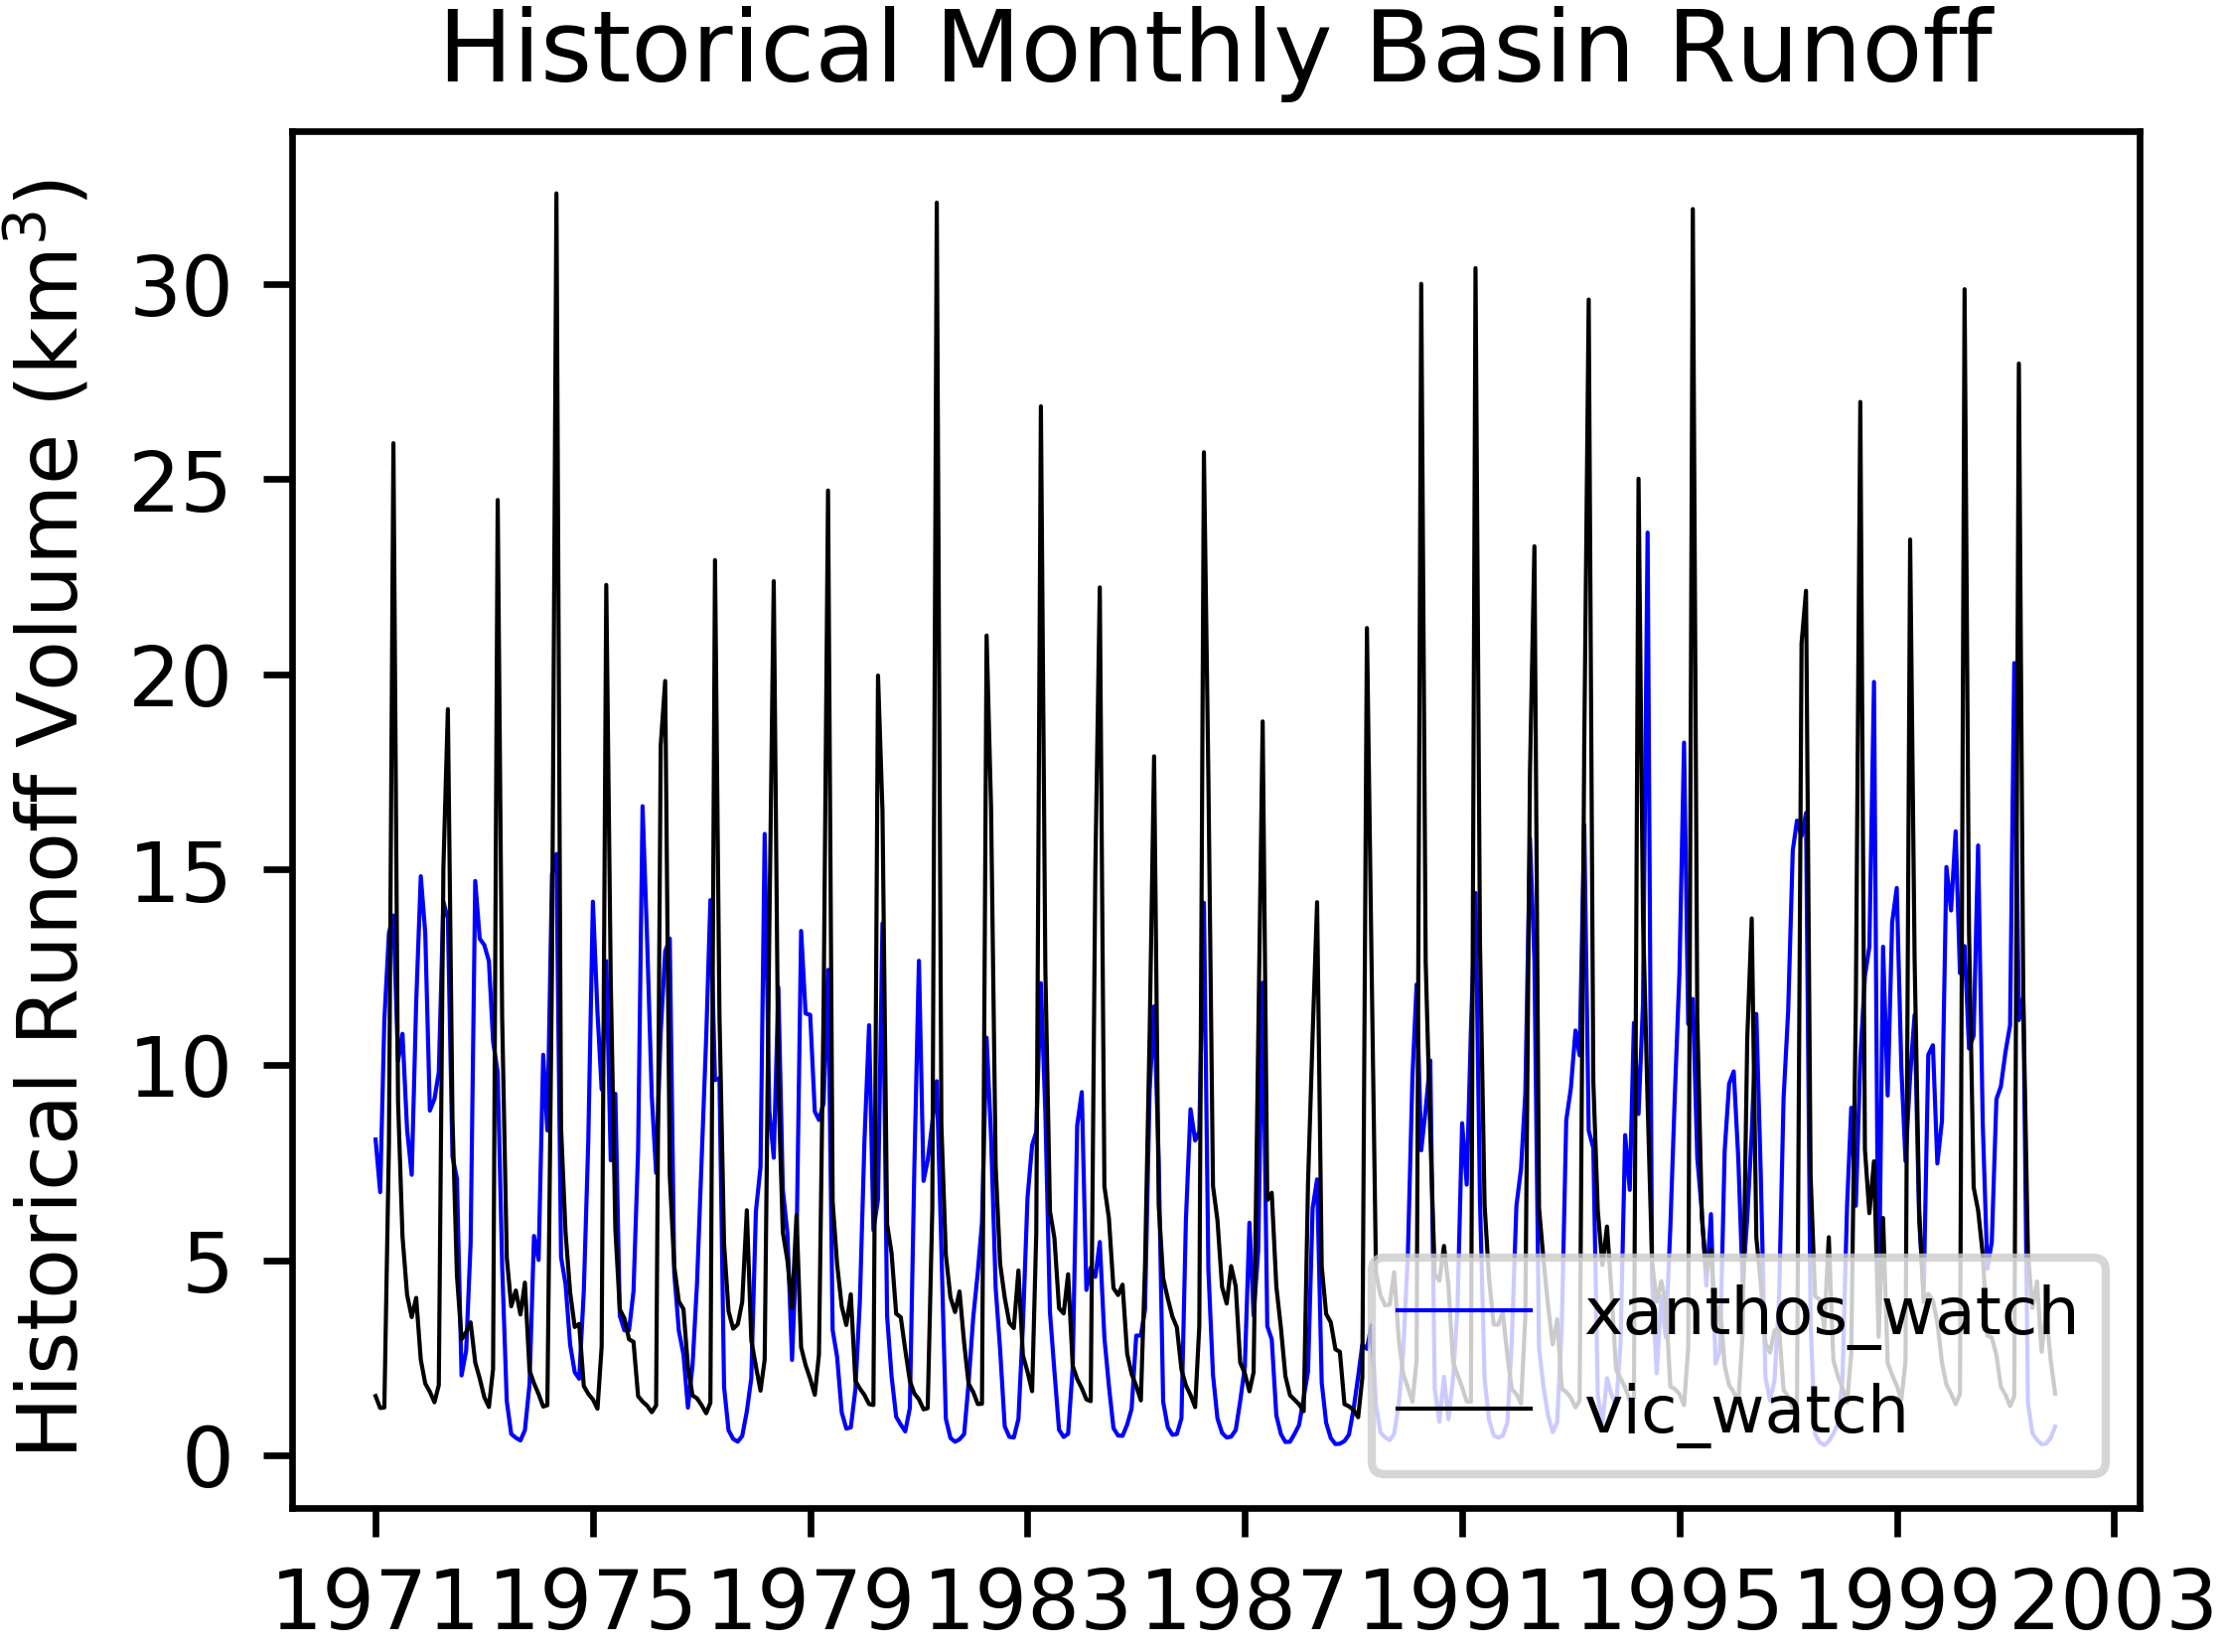 Historical Monthly Basin Runoff
Historical Runoff Volume (km³)
30
25
20
15
10
5
0
xanthos_watch
vic_watch
1971 1975 1979 1983 1987 1991 1995 1999 2003